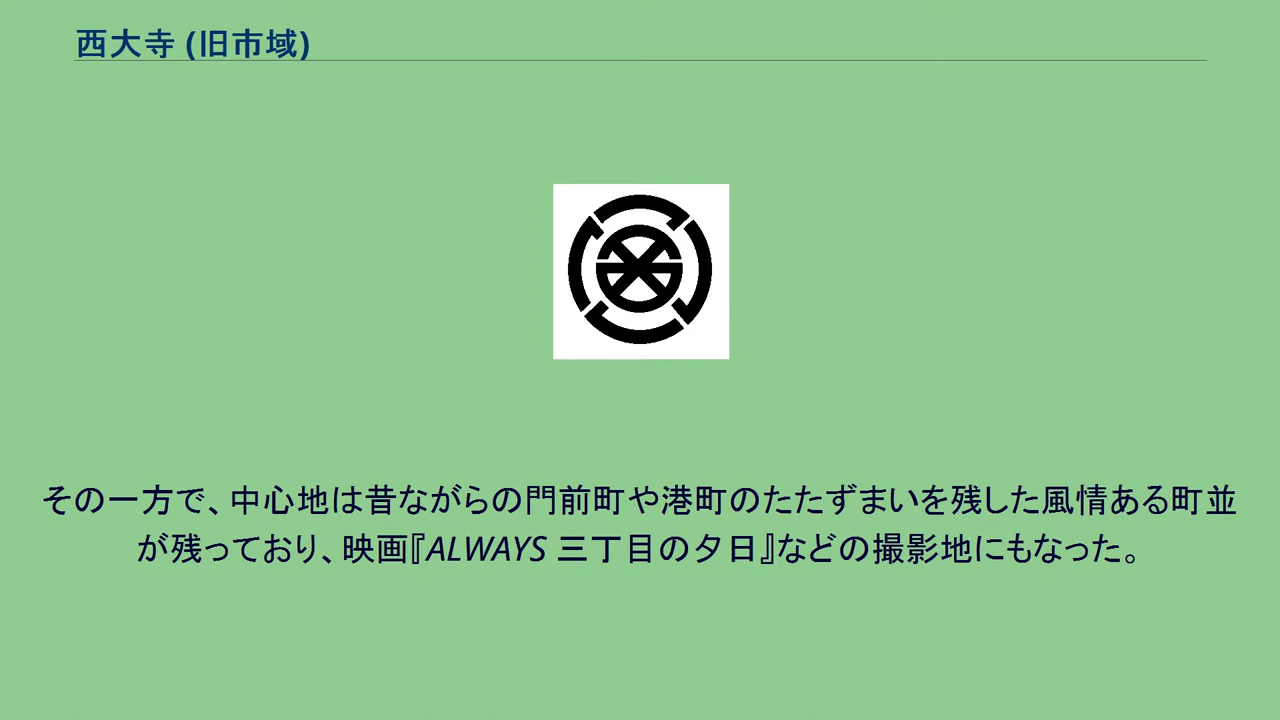 西大寺 (旧市域)
その一方で、中心地は昔ながらの門前町や港町のたたずまいを残した風情ある町並
が残っており、映画『ALWAYS 三丁目の夕日』などの撮影地にもなった。